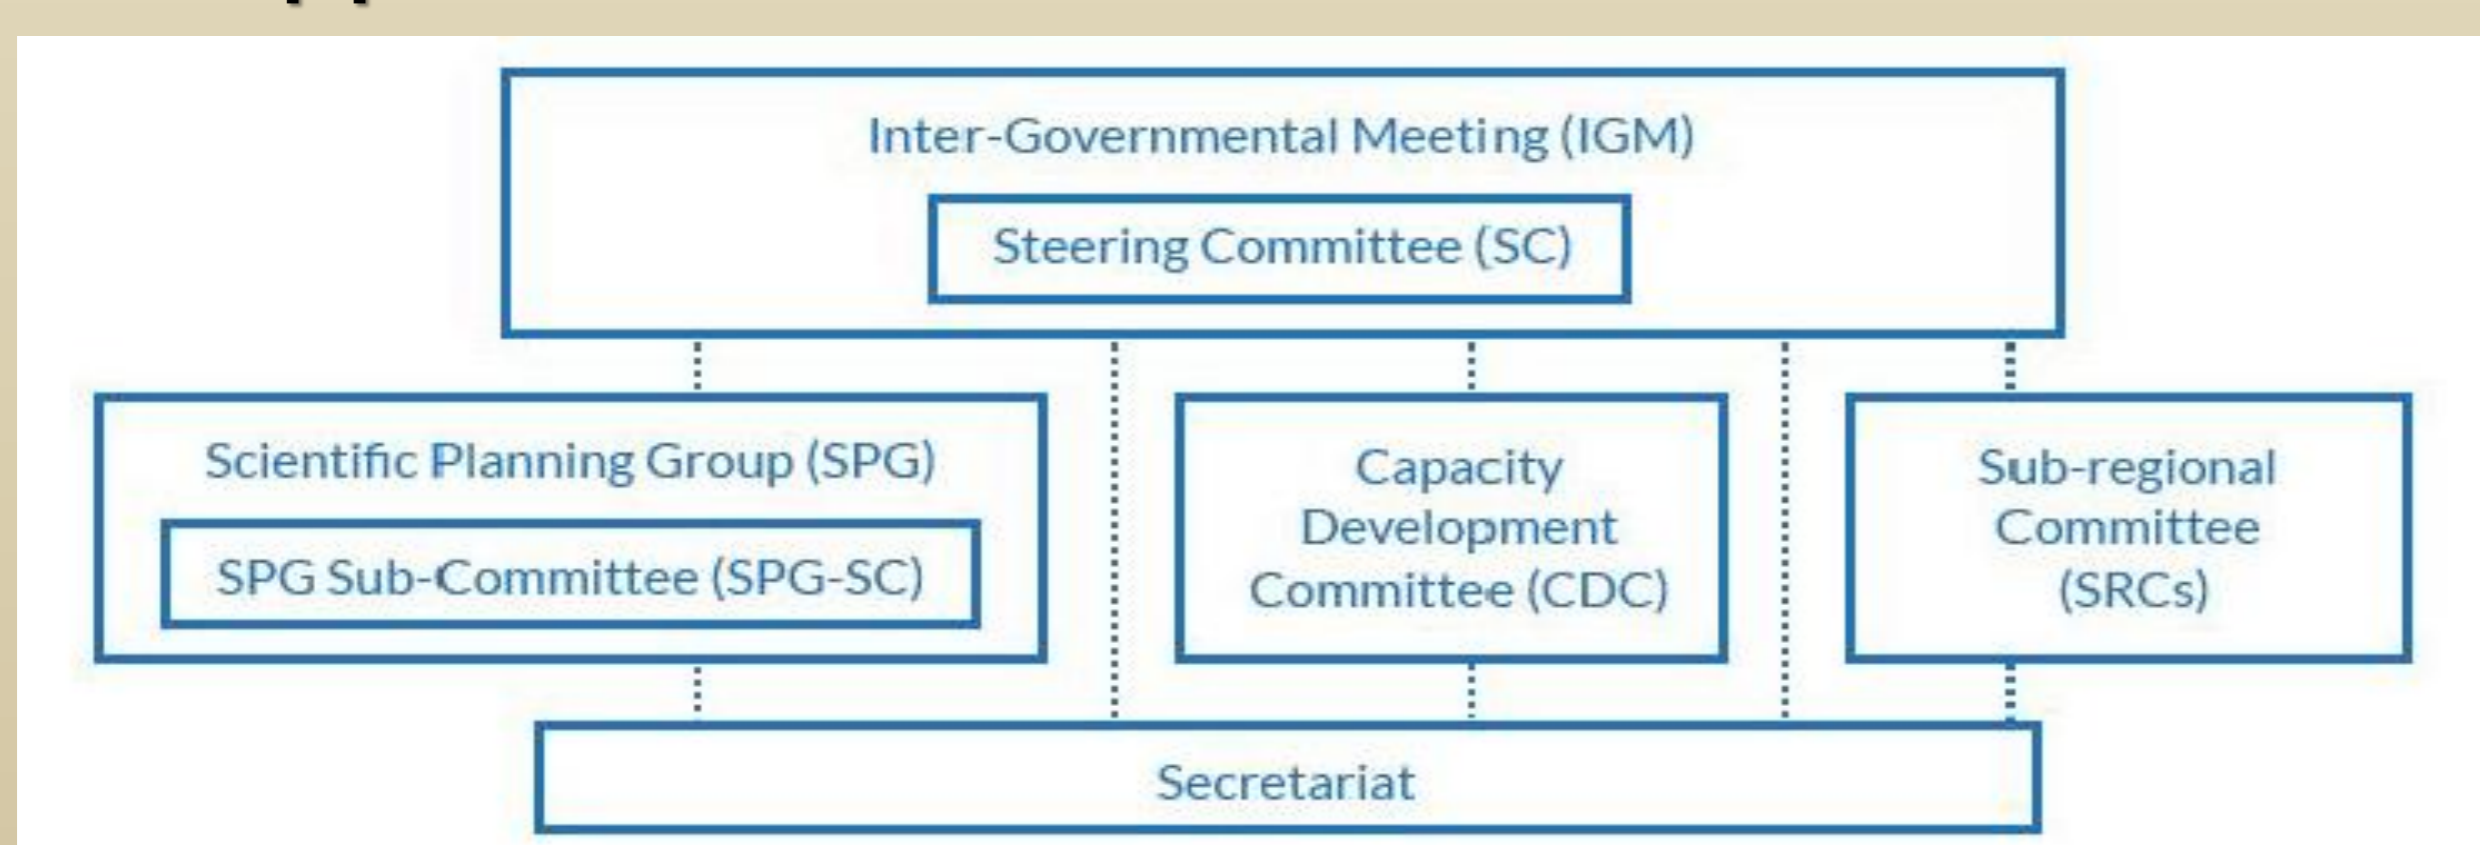 Inter-Governmental Meeting (IGM)
Steering Committee (SC)
Scientific Planning Group (SPG)
SPG Sub-Committee (SPG-SC)
Capacity
Development
Committee (CDC)
Sub-regional
Committee
(SRCs)
Secretariat